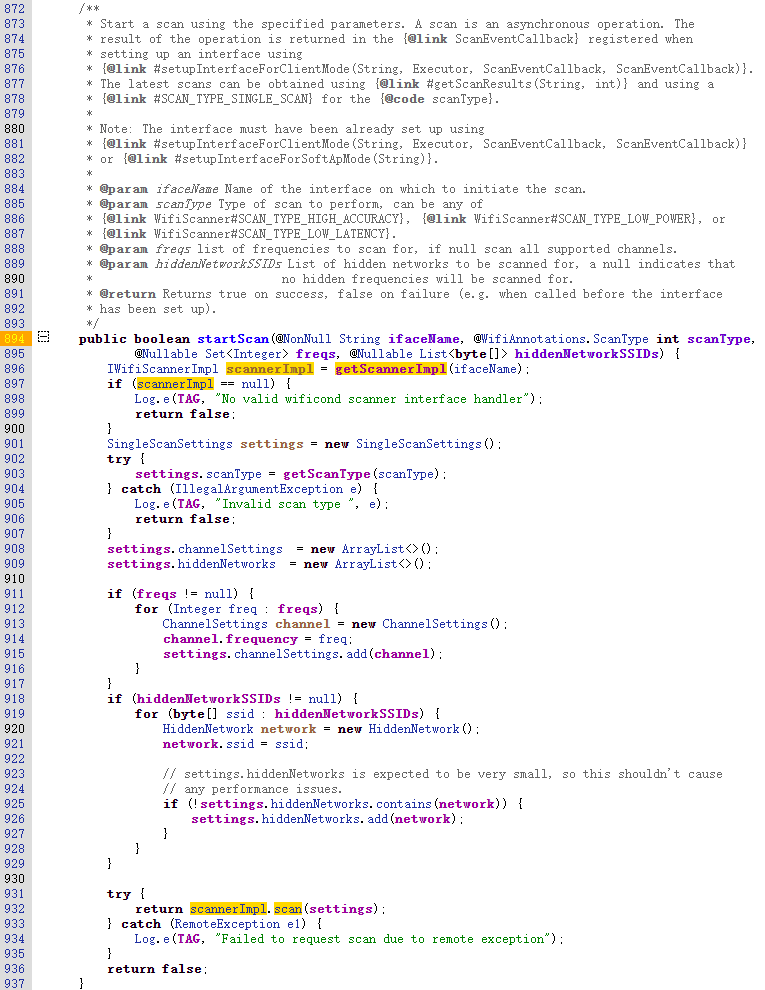 872 /**
873 * Start a scan using the specified parameters. A scan is an asynchronous operation. The
874 * result of the operation is returned in the {@link ScanEventCallback} registered when
875 * setting up an interface using
876 * {@link #setupInterfaceForClientMode(String, Executor, ScanEventCallback, ScanEventCallback)}.
877 * The latest scans can be obtained using {@link #getScanResults(String, int)} and using a
878 * {@link #SCAN_TYPE_SINGLE_SCAN} for the {@code scanType}.
879 *
880 * Note: The interface must have been already set up using
881 * {@link #setupInterfaceForClientMode(String, Executor, ScanEventCallback, ScanEventCallback)}
882 * or {@link #setupInterfaceForSoftApMode(String)}.
883 *
884 * @param ifaceName Name of the interface on which to initiate the scan.
885 * @param scanType Type of scan to perform, can be any of
886 * {@link WifiScanner#SCAN_TYPE_HIGH_ACCURACY}, {@link WifiScanner#SCAN_TYPE_LOW_POWER}, or
887 * {@link WifiScanner#SCAN_TYPE_LOW_LATENCY}.
888 * @param freqs list of frequencies to scan for, if null scan all supported channels.
889 * @param hiddenNetworkSSIDs List of hidden networks to be scanned for, a null indicates that
890 * no hidden frequencies will be scanned for.
891 * @return Returns true on success, false on failure (e.g. when called before the interface
892 * has been set up).
893 */
894 public boolean startScan(@NonNull String ifaceName, @WifiAnnotations.ScanType int scanType,
895 @Nullable Set<Integer> freqs, @Nullable List<byte[]> hiddenNetworkSSIDs) {
896 IWifiScannerImpl scannerImpl = getScannerImpl(ifaceName);
897 if (scannerImpl == null) {
898 Log.e(TAG, "No valid wificond scanner interface handler");
899 return false;
900 }
901 SingleScanSettings settings = new SingleScanSettings();
902 try {
903 settings.scanType = getScanType(scanType);
904 } catch (IllegalArgumentException e) {
905 Log.e(TAG, "Invalid scan type ", e);
906 return false;
907 }
908 settings.channelSettings  = new ArrayList<>();
909 settings.hiddenNetworks  = new ArrayList<>();
910
911 if (freqs != null) {
912 for (Integer freq : freqs) {
913 ChannelSettings channel = new ChannelSettings();
914 channel.frequency = freq;
915 settings.channelSettings.add(channel);
916 }
917 }
918 if (hiddenNetworkSSIDs != null) {
919 for (byte[] ssid : hiddenNetworkSSIDs) {
920 HiddenNetwork network = new HiddenNetwork();
921 network.ssid = ssid;
922
923 // settings.hiddenNetworks is expected to be very small, so this shouldn't cause
924 // any performance issues.
925 if (!settings.hiddenNetworks.contains(network)) {
926 settings.hiddenNetworks.add(network);
927 }
928 }
929 }
930
931 try {
932 return scannerImpl.scan(settings);
933 } catch (RemoteException e1) {
934 Log.e(TAG, "Failed to request scan due to remote exception");
935 }
936 return false;
937 }